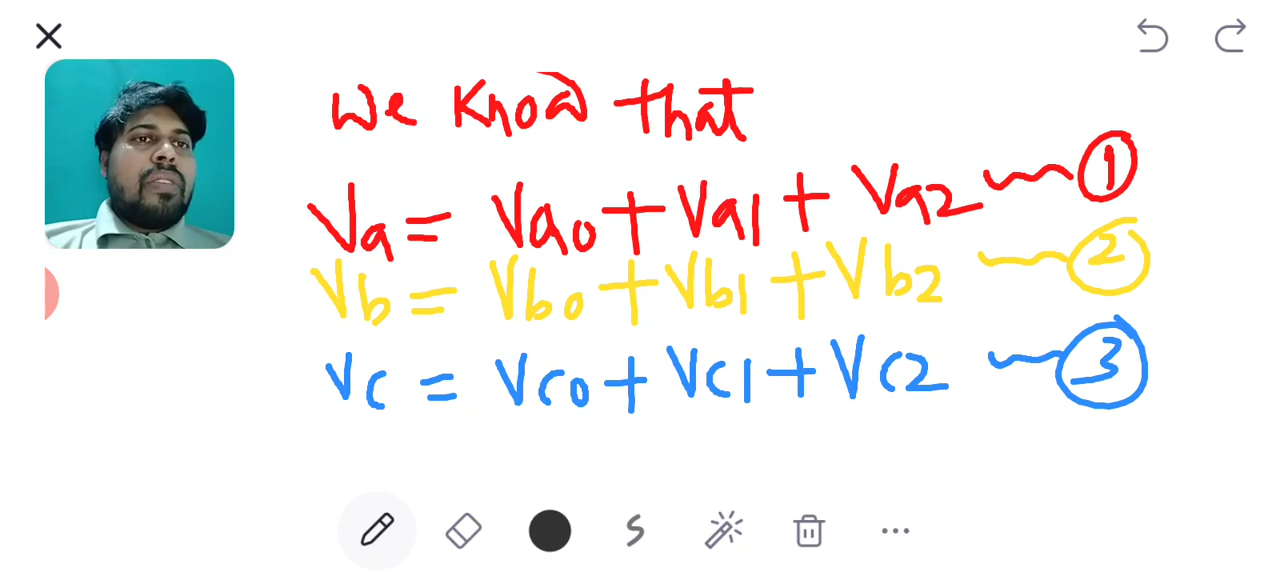 We know that
Va = Va0 + Va1 + Va2 ~ ①
Vb = Vb0 + Vb1 + Vb2 ~ ②
Vc = Vc0 + Vc1 + Vc2 ~ ③